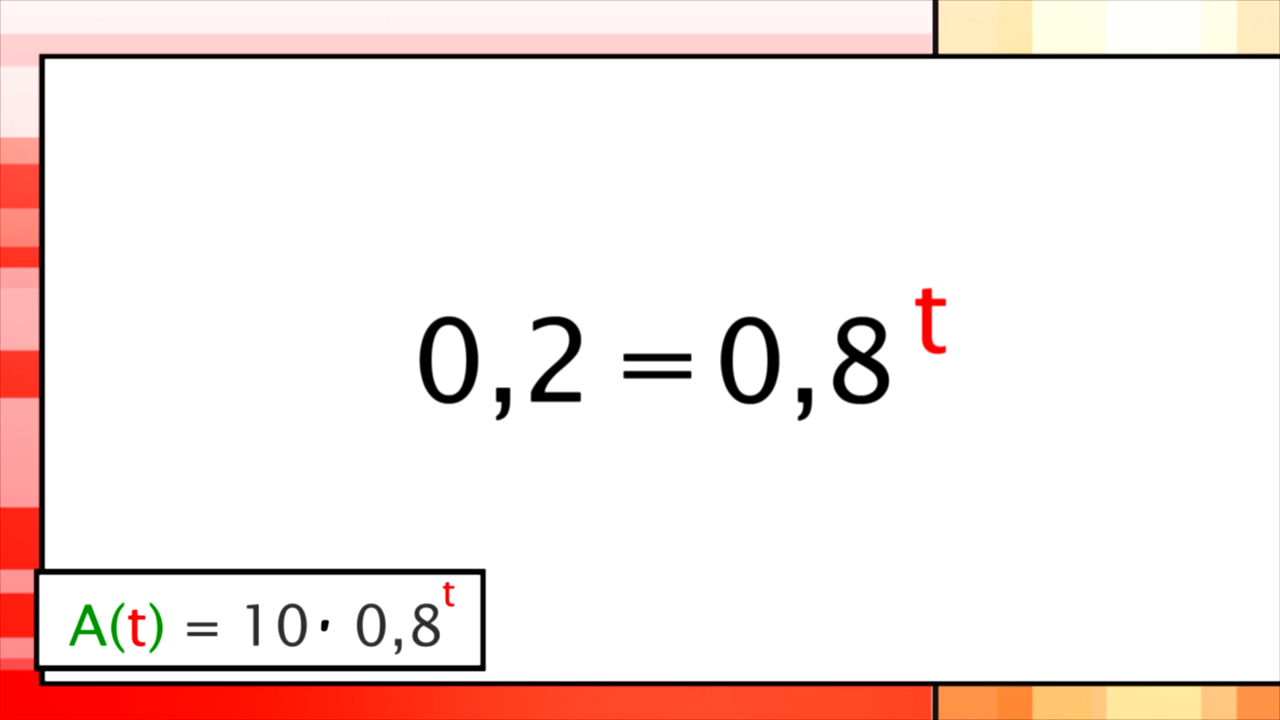 0,2 = 0,8^t
A(t) = 10 · 0,8^t